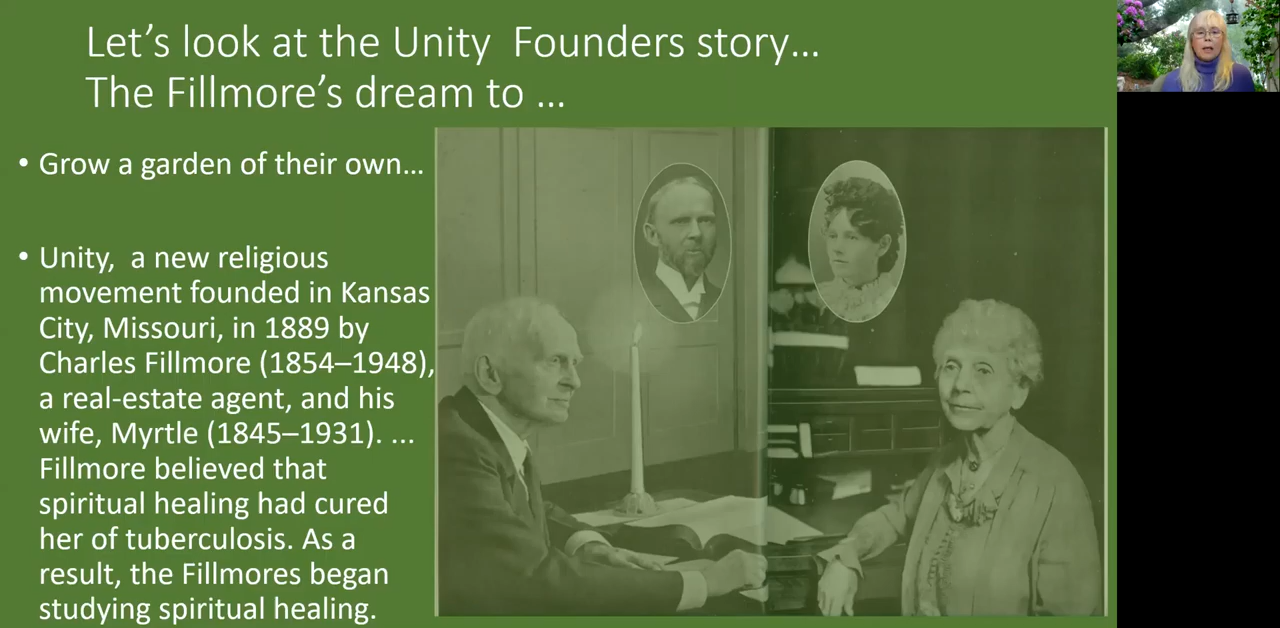 Let’s look at the Unity  Founders story…
The Fillmore’s dream to …
• Grow a garden of their own…
• Unity,  a new religious
movement founded in Kansas
City, Missouri, in 1889 by
Charles Fillmore (1854–1948),
a real-estate agent, and his
wife, Myrtle (1845–1931). ...
Fillmore believed that
spiritual healing had cured
her of tuberculosis. As a
result, the Fillmores began
studying spiritual healing.